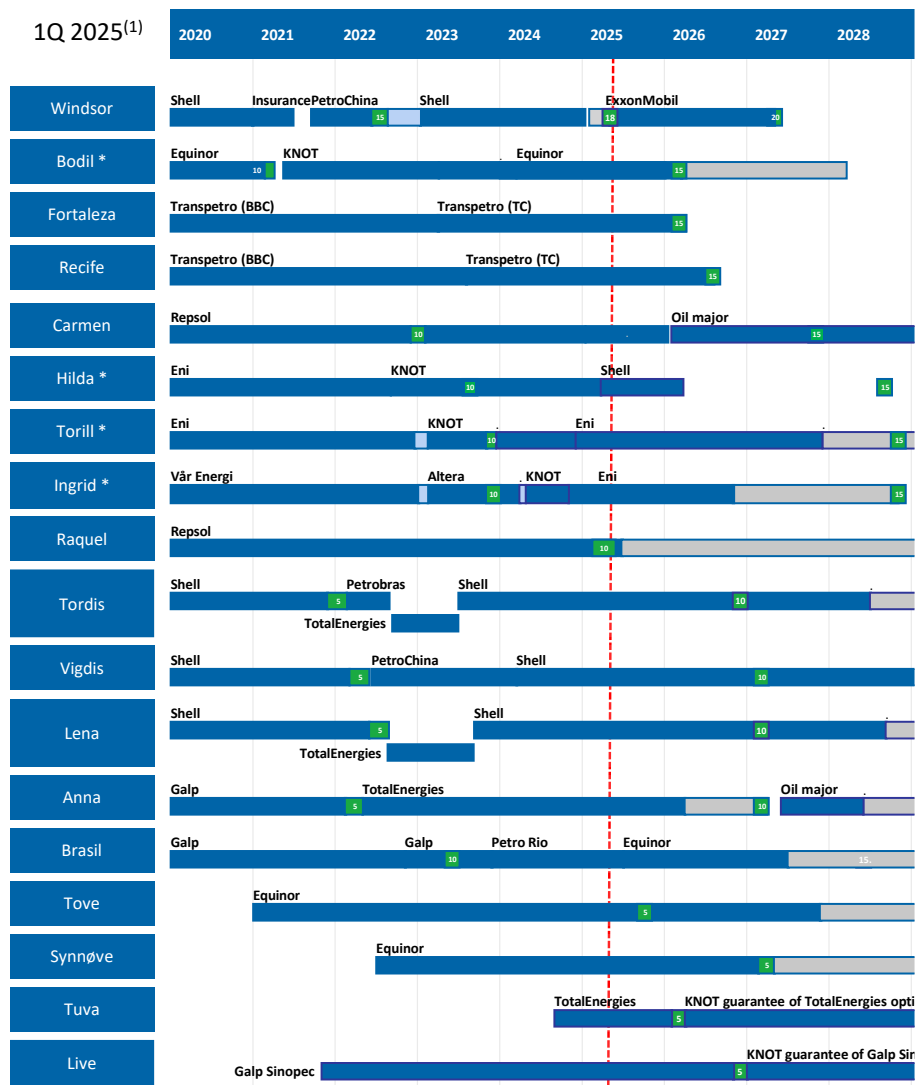 1Q 2025(1)
2020 2021 2022 2023 2024 2025 2026 2027 2028
Windsor
Shell InsurancePetroChina Shell ExxonMobil
15 18 20
Bodil *
Equinor KNOT Equinor
10 15
Fortaleza
Transpetro (BBC) Transpetro (TC)
15
Recife
Transpetro (BBC) Transpetro (TC)
15
Carmen
Repsol Oil major
10 15
Hilda *
Eni KNOT Shell
10 15
Torill *
Eni KNOT Eni
10 15
Ingrid *
Vår Energi Altera KNOT Eni
10 15
Raquel
Repsol
10
Tordis
Shell Petrobras Shell
5 10
TotalEnergies
Vigdis
Shell PetroChina Shell
5 10
Lena
Shell Shell
5 10
TotalEnergies
Anna
Galp TotalEnergies Oil major
5 10
Brasil
Galp Galp Petro Rio Equinor
10 15.
Tove
Equinor
5
Synnøve
Equinor
5
Tuva
TotalEnergies KNOT guarantee of TotalEnergies opti
5
Live
KNOT guarantee of Galp Sin
Galp Sinopec 5